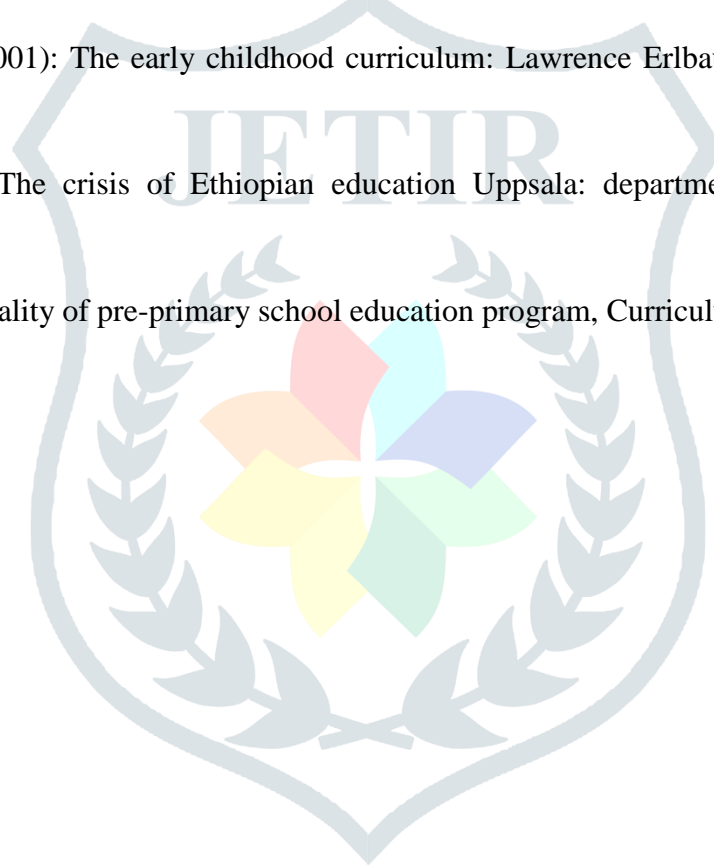 001): The early childhood curriculum: Lawrence Erlba
JETIR
The crisis of Ethiopian education Uppsala: departme
ality of pre-primary school education program, Curricul